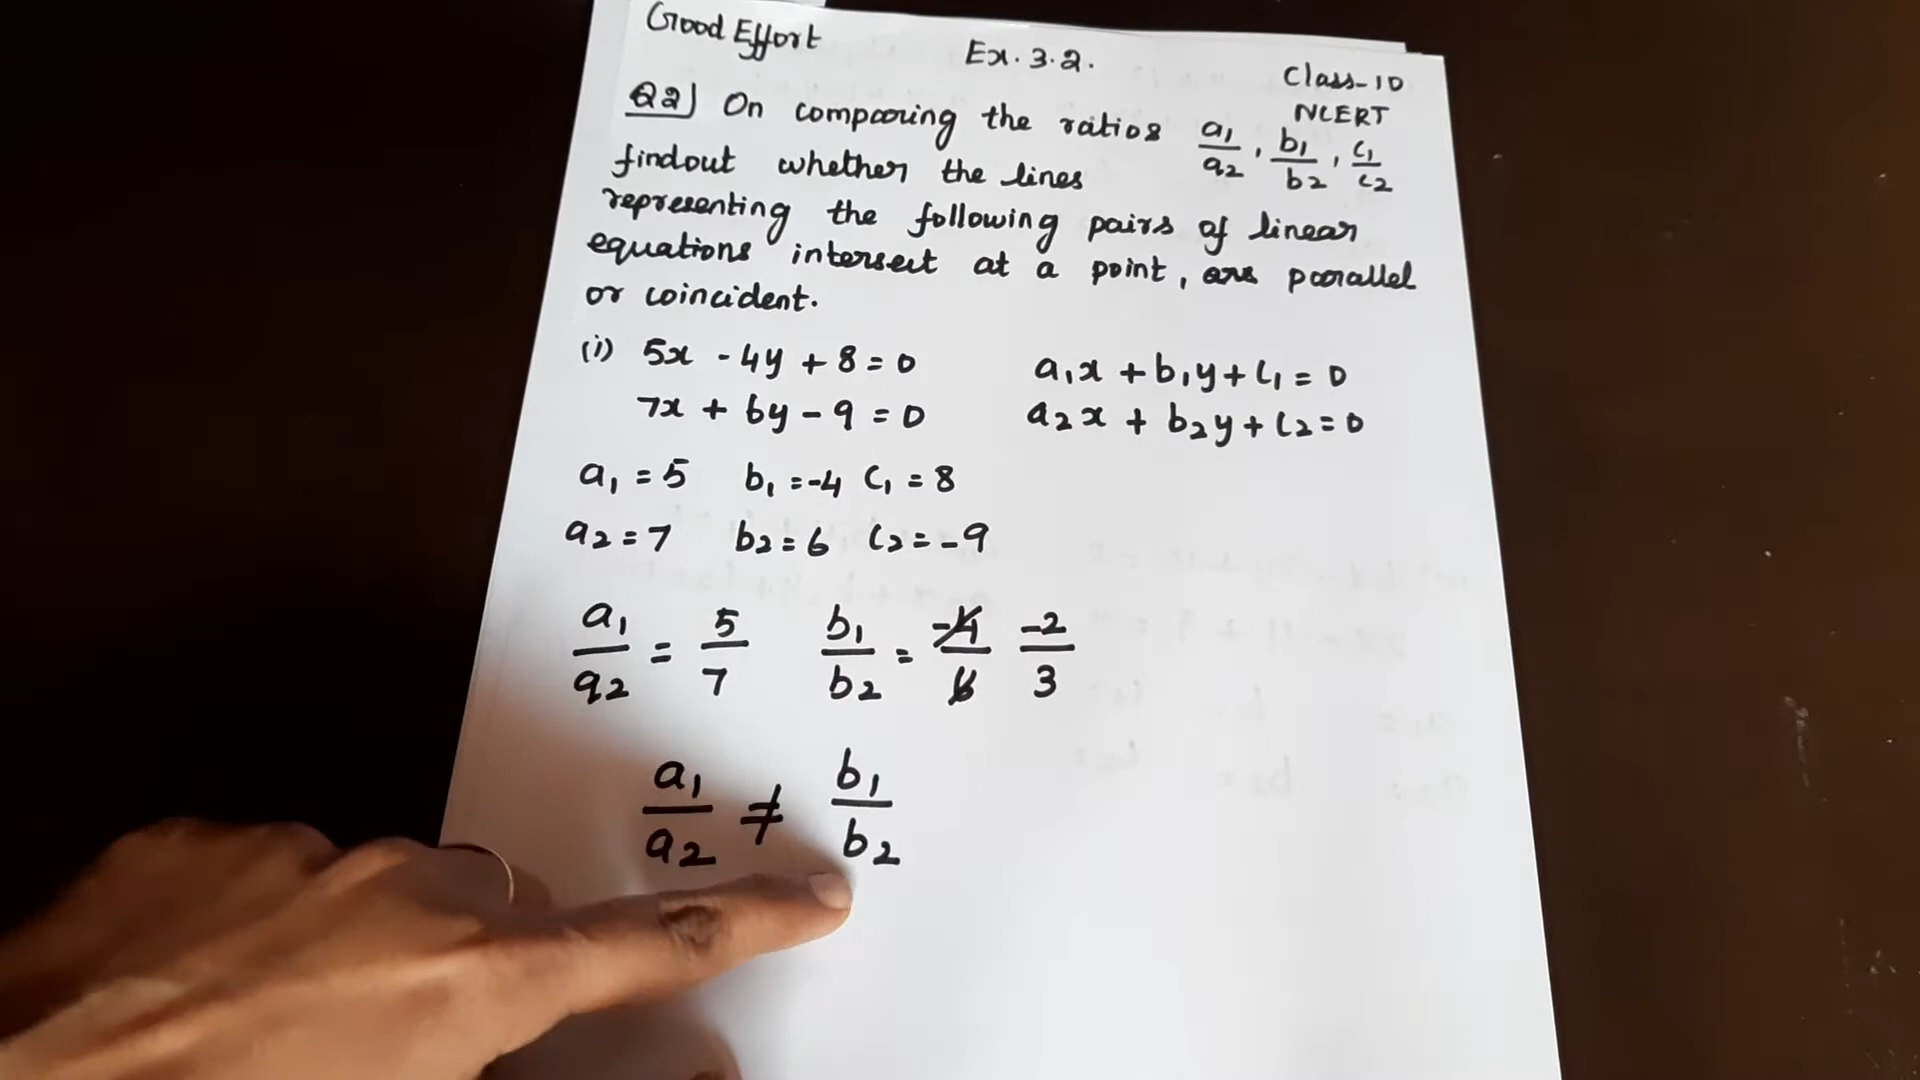 Good Effort Ex. 3.2. Class-10
NCERT
Q2) On comparing the ratios a₁/a₂, b₁/b₂, c₁/c₂
findout whether the lines
representing the following pairs of linear
equations intersect at a point, are parallel
or coincident.
(i) 5x - 4y + 8 = 0 a₁x + b₁y + c₁ = 0
7x + 6y - 9 = 0 a₂x + b₂y + c₂ = 0
a₁ = 5 b₁ = -4 c₁ = 8
a₂ = 7 b₂ = 6 c₂ = -9
a₁/a₂ = 5/7 b₁/b₂ = -4/6 -2/3
a₁/a₂ ≠ b₁/b₂